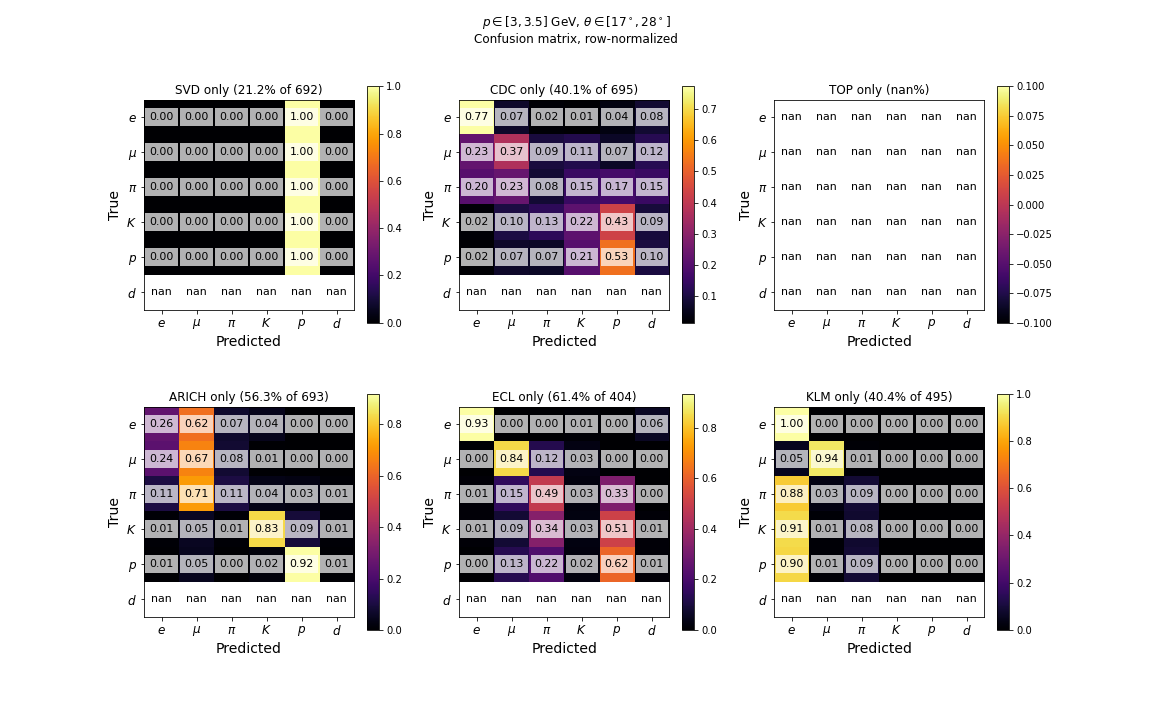 p ∈ [3, 3.5] GeV, θ ∈ [17°, 28°]
Confusion matrix, row-normalized
SVD only (21.2% of 692)
True
e 0.00 0.00 0.00 0.00 1.00 0.00
μ 0.00 0.00 0.00 0.00 1.00 0.00
π 0.00 0.00 0.00 0.00 1.00 0.00
K 0.00 0.00 0.00 0.00 1.00 0.00
p 0.00 0.00 0.00 0.00 1.00 0.00
d nan nan nan nan nan nan
e μ π K p d
Predicted
1.0
0.8
0.6
0.4
0.2
0.0
CDC only (40.1% of 695)
True
e 0.77 0.07 0.02 0.01 0.04 0.08
μ 0.23 0.37 0.09 0.11 0.07 0.12
π 0.20 0.23 0.08 0.15 0.17 0.15
K 0.02 0.10 0.13 0.22 0.43 0.09
p 0.02 0.07 0.07 0.21 0.53 0.10
d nan nan nan nan nan nan
e μ π K p d
Predicted
0.7
0.6
0.5
0.4
0.3
0.2
0.1
TOP only (nan%)
True
e nan nan nan nan nan nan
μ nan nan nan nan nan nan
π nan nan nan nan nan nan
K nan nan nan nan nan nan
p nan nan nan nan nan nan
d nan nan nan nan nan nan
e μ π K p d
Predicted
0.100
0.075
0.050
0.025
0.000
−0.025
−0.050
−0.075
−0.100
ARICH only (56.3% of 693)
True
e 0.26 0.62 0.07 0.04 0.00 0.00
μ 0.24 0.67 0.08 0.01 0.00 0.00
π 0.11 0.71 0.11 0.04 0.03 0.01
K 0.01 0.05 0.01 0.83 0.09 0.01
p 0.01 0.05 0.00 0.02 0.92 0.01
d nan nan nan nan nan nan
e μ π K p d
Predicted
0.8
0.6
0.4
0.2
0.0
ECL only (61.4% of 404)
True
e 0.93 0.00 0.00 0.01 0.00 0.06
μ 0.00 0.84 0.12 0.03 0.00 0.00
π 0.01 0.15 0.49 0.03 0.33 0.00
K 0.01 0.09 0.34 0.03 0.51 0.01
p 0.00 0.13 0.22 0.02 0.62 0.01
d nan nan nan nan nan nan
e μ π K p d
Predicted
0.8
0.6
0.4
0.2
0.0
KLM only (40.4% of 495)
True
e 1.00 0.00 0.00 0.00 0.00 0.00
μ 0.05 0.94 0.01 0.00 0.00 0.00
π 0.88 0.03 0.09 0.00 0.00 0.00
K 0.91 0.01 0.08 0.00 0.00 0.00
p 0.90 0.01 0.09 0.00 0.00 0.00
d nan nan nan nan nan nan
e μ π K p d
Predicted
1.0
0.8
0.6
0.4
0.2
0.0